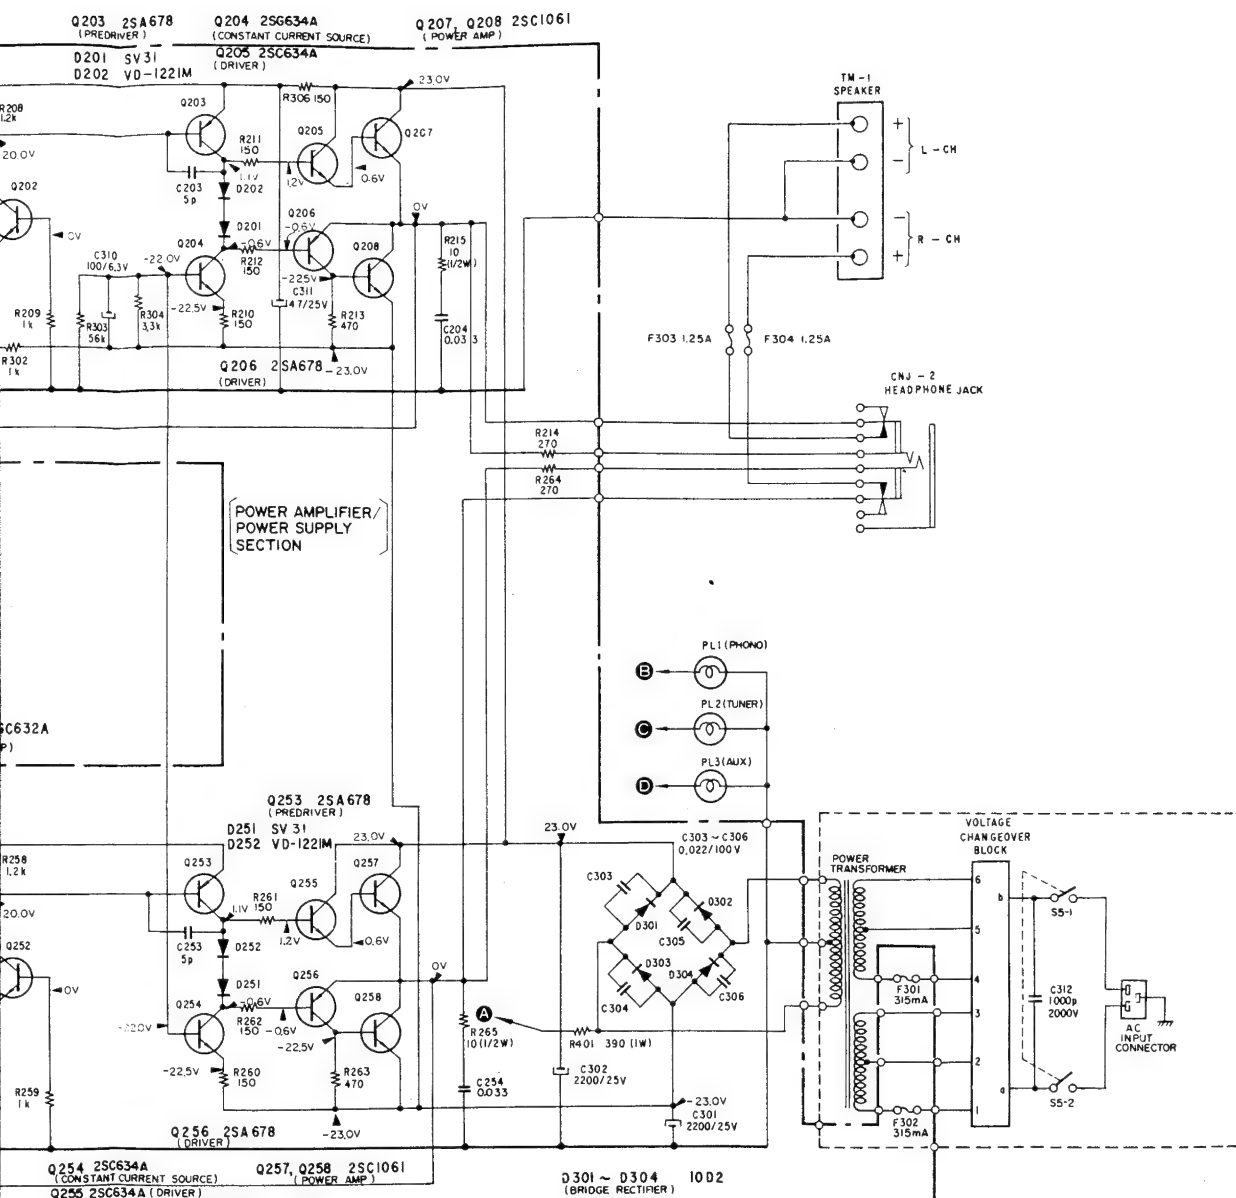 Q203 2SA678
(PREDRIVER)
Q204 2SG634A
(CONSTANT CURRENT SOURCE)
Q207, Q208 2SC1061
(POWER AMP)
D201 SV31
D202 VD-1221M
Q205 2SC634A
(DRIVER)
23.0V
R306 150
TM-1
SPEAKER
R208
1.2k
Q203
Q205
Q207
R211
150
+
L-CH
-
20.0V
1.1V
1.2V
0.6V
C203
5p
D202
Q202
Q206
0V
-
R-CH
+
0V
D201
-0.6V
-0.6V
R215
10
(1/2W)
Q204
Q208
C310
100/6.3V
-22.0V
R212
150
-22.5V
C311
47/25V
-22.5V
R209
1k
R303
56k
R304
3.3k
R210
150
R213
470
C204
0.033
F303 1.25A
F304 1.25A
R302
1k
Q206 2SA678
(DRIVER)
-23.0V
CNJ-2
HEADPHONE JACK
R214
270
R264
270
POWER AMPLIFIER/
POWER SUPPLY
SECTION
PL1(PHONO)
B
PL2(TUNER)
C
SC632A
P)
PL3(AUX)
D
Q253 2SA678
(PREDRIVER)
D251 SV31
D252 VD-1221M
23.0V
23.0V
C303~C306
0.022/100V
VOLTAGE
CHANGEOVER
BLOCK
POWER
TRANSFORMER
R258
1.2k
Q253
Q255
Q257
C303
6
R261
150
D302
b
S5-1
20.0V
1.1V
1.2V
0.6V
D301
C305
5
Q252
C253
5p
D252
Q256
0V
D303
D304
0V
D251
-0.6V
Q258
4
F301
315mA
C304
C306
C312
1000p
2000V
Q254
-22.0V
R262
150
-0.6V
A
3
-22.5V
R265
10(1/2W)
R401 390 (1W)
AC
INPUT
CONNECTOR
2
-22.5V
R260
150
R263
470
C302
2200/25V
C254
0.033
a
S5-2
R259
1k
-23.0V
1
C301
2200/25V
F302
315mA
Q256 2SA678
(DRIVER)
-23.0V
Q254 2SC634A
(CONSTANT CURRENT SOURCE)
Q257, Q258 2SC1061
(POWER AMP)
D301~D304 10D2
(BRIDGE RECTIFIER)
Q255 2SC634A (DRIVER)